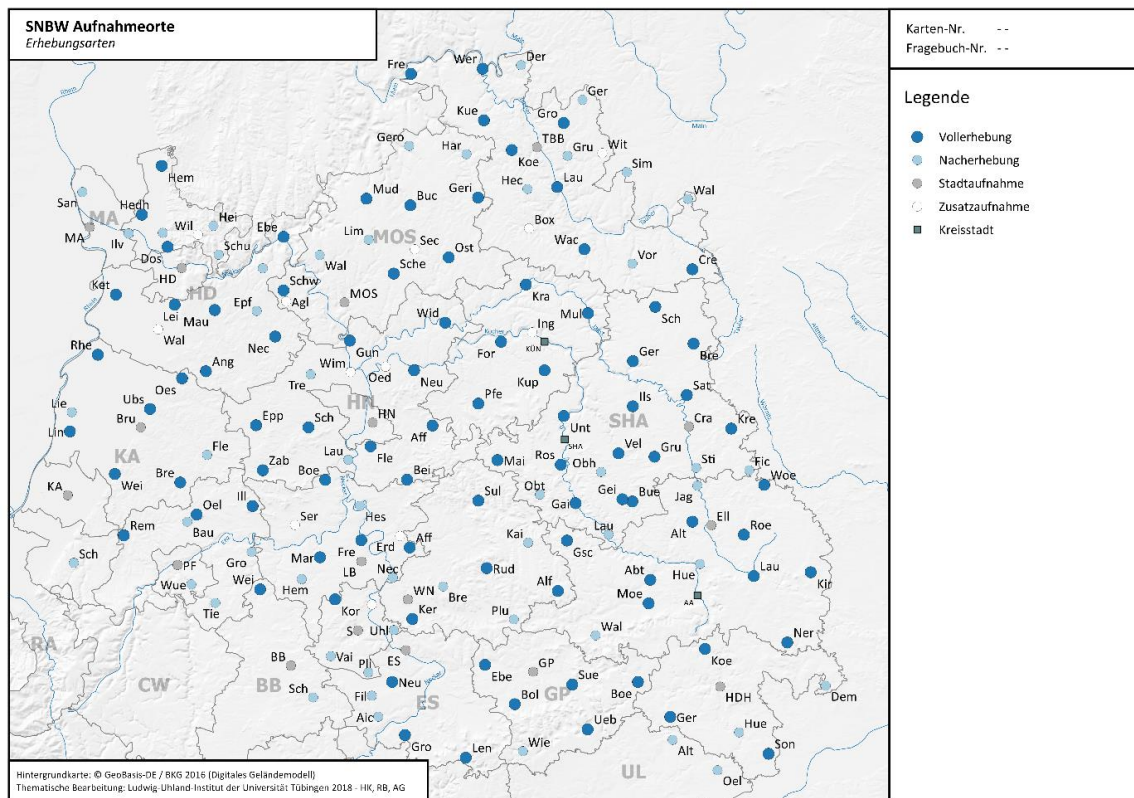 SNBW Aufnahmeorte
Erhebungsarten
Karten-Nr. - -
Fragebuch-Nr. - -
Legende
Vollerhebung
Nacherhebung
Stadtaufnahme
Zusatzaufnahme
Kreisstadt
Fre
Wer
Der
Main
Kue
Gro
Ger
Gero
Har
Koe
TBB
Gru
Wit
Sim
Hem
Mud
Buc
Geri
Hec
Lau
Wal
San
Hedh
MA
MA
Ilv
Wil
Hei
Ebe
Lim
MOS
Sec
Ost
Box
Wac
Vor
Cre
Dos
Schu
HD
HD
Wal
Sche
Ket
Epf
Schw
Agl
MOS
Kra
Lei
Mau
Wal
Wid
Mul
Sch
Nec
Gun
Ing
KÜN
For
Ger
Bre
Rhe
Ang
Wim
Oed
Neu
Kup
Oes
Tre
Ubs
Bru
Lie
Lin
HN
HN
Pfe
Ils
Sat
Epp
Sch
Aff
Unt
SHA
SHA
Cra
Kre
Fle
KA
Lau
Fle
Zab
Boe
Bei
Mai
Ros
Obh
Vel
Gru
Sti
Fic
Woe
KA
Wei
Bre
Oel
Ill
Sul
Obt
Gai
Gei
Bue
Jag
Bau
Ser
Hes
Rem
Kai
Lau
Alt
Ell
Roe
Sch
Gro
Mar
Fre
LB
Erd
Aff
Gsc
PF
Wue
Wei
Hem
Nec
WN
Bre
Rud
Alf
Abt
Hue
Lau
Kir
Tie
Kor
Ker
Plu
Moe
AA
S
Uhl
Wal
Ner
RA
CW
BB
BB
Vai
Pli
ES
Ebe
GP
Sue
Koe
Sch
Fil
Neu
ES
Bol
GP
Boe
HDH
Dem
Aic
Ueb
Ger
Hue
Gro
Len
Wie
Alt
Son
UL
Oel
Hintergrundkarte: © GeoBasis-DE / BKG 2016 (Digitales Geländemodell)
Thematische Bearbeitung: Ludwig-Uhland-Institut der Universität Tübingen 2018 - HK, RB, AG